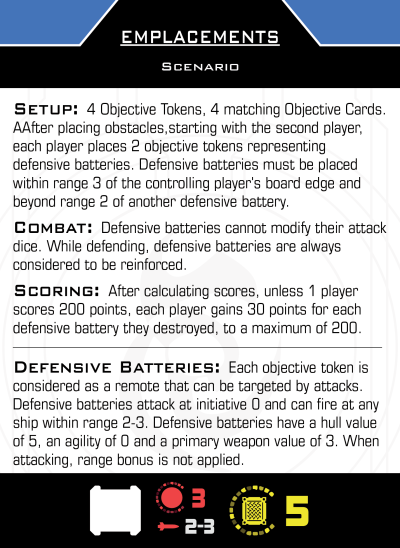 EMPLACEMENTS
SCENARIO
SETUP: 4 Objective Tokens, 4 matching Objective Cards.
AAfter placing obstacles,starting with the second player,
each player places 2 objective tokens representing
defensive batteries. Defensive batteries must be placed
within range 3 of the controlling player's board edge and
beyond range 2 of another defensive battery.
COMBAT: Defensive batteries cannot modify their attack
dice. While defending, defensive batteries are always
considered to be reinforced.
SCORING: After calculating scores, unless 1 player
scores 200 points, each player gains 30 points for each
defensive battery they destroyed, to a maximum of 200.
DEFENSIVE BATTERIES: Each objective token is
considered as a remote that can be targeted by attacks.
Defensive batteries attack at initiative 0 and can fire at any
ship within range 2-3. Defensive batteries have a hull value
of 5, an agility of 0 and a primary weapon value of 3. When
attacking, range bonus is not applied.
3
2-3
5